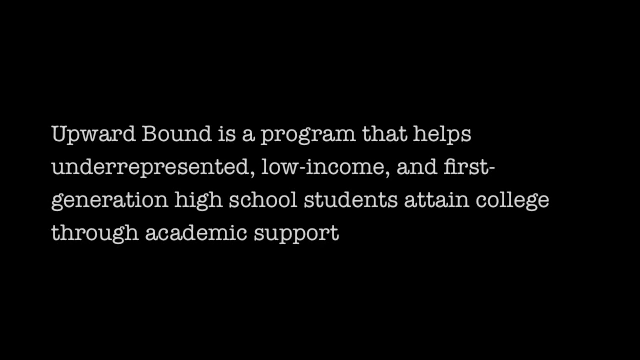 Upward Bound is a program that helps
underrepresented, low-income, and first-
generation high school students attain college
through academic support